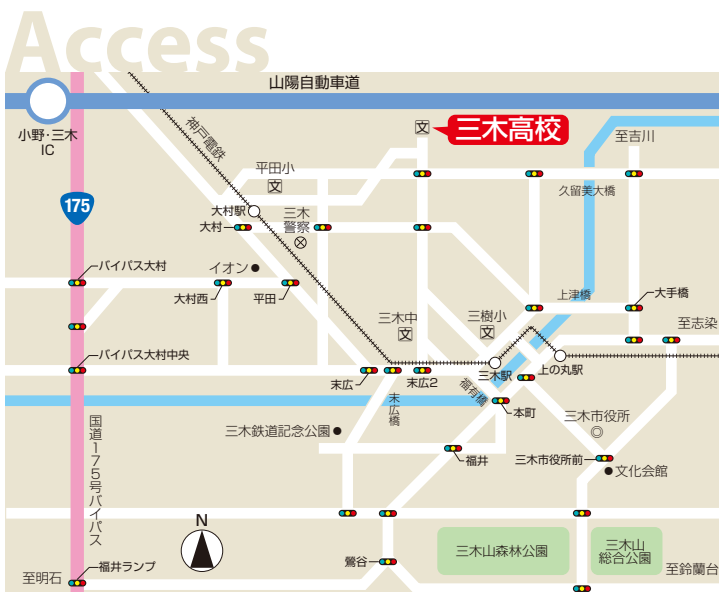 Access
山陽自動車道
小野・三木
IC
神戸電鉄
文
三木高校
至吉川
平田小
文
久留美大橋
175
大村駅
三木
警察
大村
バイパス大村
イオン
大村西
平田
上津橋
大手橋
三木中
文
三樹小
文
至志染
バイパス大村中央
末広
末広2
三木駅
上の丸駅
福有橋
末広橋
本町
国道175号バイパス
三木鉄道記念公園
三木市役所
福井
三木市役所前
文化会館
N
鶯谷
三木山森林公園
三木山
総合公園
至明石
福井ランプ
至鈴蘭台